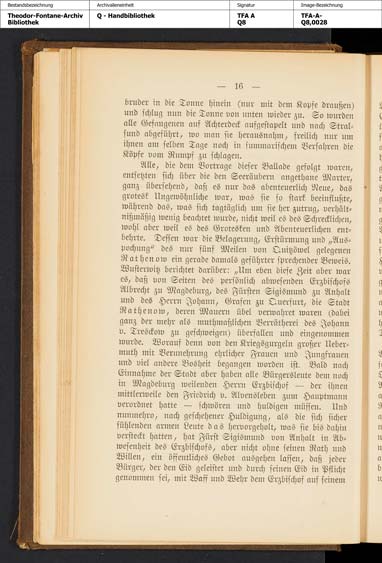 Bestandsbezeichnung
Archivalieneinheit
Signatur
Image-Bezeichnung
Theodor-Fontane-Archiv
Bibliothek
Q - Handbibliothek
TFA A
Q8
TFA-A-
Q8,0028
— 16 —
bruder in die Tonne hinein (nur mit dem Kopfe draußen)
und schlug nun die Tonne von unten wieder zu. So wurden
alle Gefangenen auf Achterdeck aufgestapelt und nach Stral-
sund abgeführt, wo man sie herausnahm, freilich nur um
ihnen am selben Tage noch in summarischem Verfahren die
Köpfe vom Rumpf zu schlagen.
Alle, die dem Vortrage dieser Ballade gefolgt waren,
entsetzten sich über die den Seeräubern angethane Marter,
ganz übersehend, daß es nur das abenteuerlich Neue, das
grotesk Ungewöhnliche war, was sie so stark beeinflußte,
während das, was sich tagtäglich um sie her zutrug, verhält-
nißmäßig wenig beachtet wurde, nicht weil es des Schrecklichen,
wohl aber weil es des Grotesken und Abenteuerlichen ent-
behrte. Dessen war die Belagerung, Erstürmung und „Aus-
pochung“ des nur fünf Meilen von Quitzöwel gelegenen
Rathenow ein gerade damals geführter sprechender Beweis.
Wusterwitz berichtet darüber: „Um eben diese Zeit aber war
es, daß von Seiten des persönlich abwesenden Erzbischofs
Albrecht zu Magdeburg, des Fürsten Sigismund zu Anhalt
und des Herrn Johann, Grafen zu Querfurt, die Stadt
Rathenow, deren Mauern übel verwahret waren (dabei
ganz der mehr als muthmaßlichen Verrätherei des Johann
v. Treskow zu geschweigen) überfallen und eingenommen
wurde. Worauf denn von den Kriegsgurgeln großer Ueber-
muth mit Verunehrung ehrlicher Frauen und Jungfrauen
und viel andere Bosheit begangen worden ist. Bald nach
Einnahme der Stadt aber haben alle Bürgersleute dem noch
in Magdeburg weilenden Herrn Erzbischof — der ihnen
mittlerweile den Friedrich v. Alvensleben zum Hauptmann
verordnet hatte — schwören und huldigen müssen. Und
nunmehro, nach geschehener Huldigung, als die sich sicher
fühlenden armen Leute das hervorgeholt, was sie bis dahin
versteckt hatten, hat Fürst Sigismund von Anhalt in Ab-
wesenheit des Erzbischofs, aber nicht ohne seinen Rath und
Willen, ein öffentliches Gebot ausgehen lassen, daß jeder
Bürger, der den Eid geleistet und durch seinen Eid in Pflicht
genommen sei, mit Waff und Wehr dem Erzbischof auf seinem